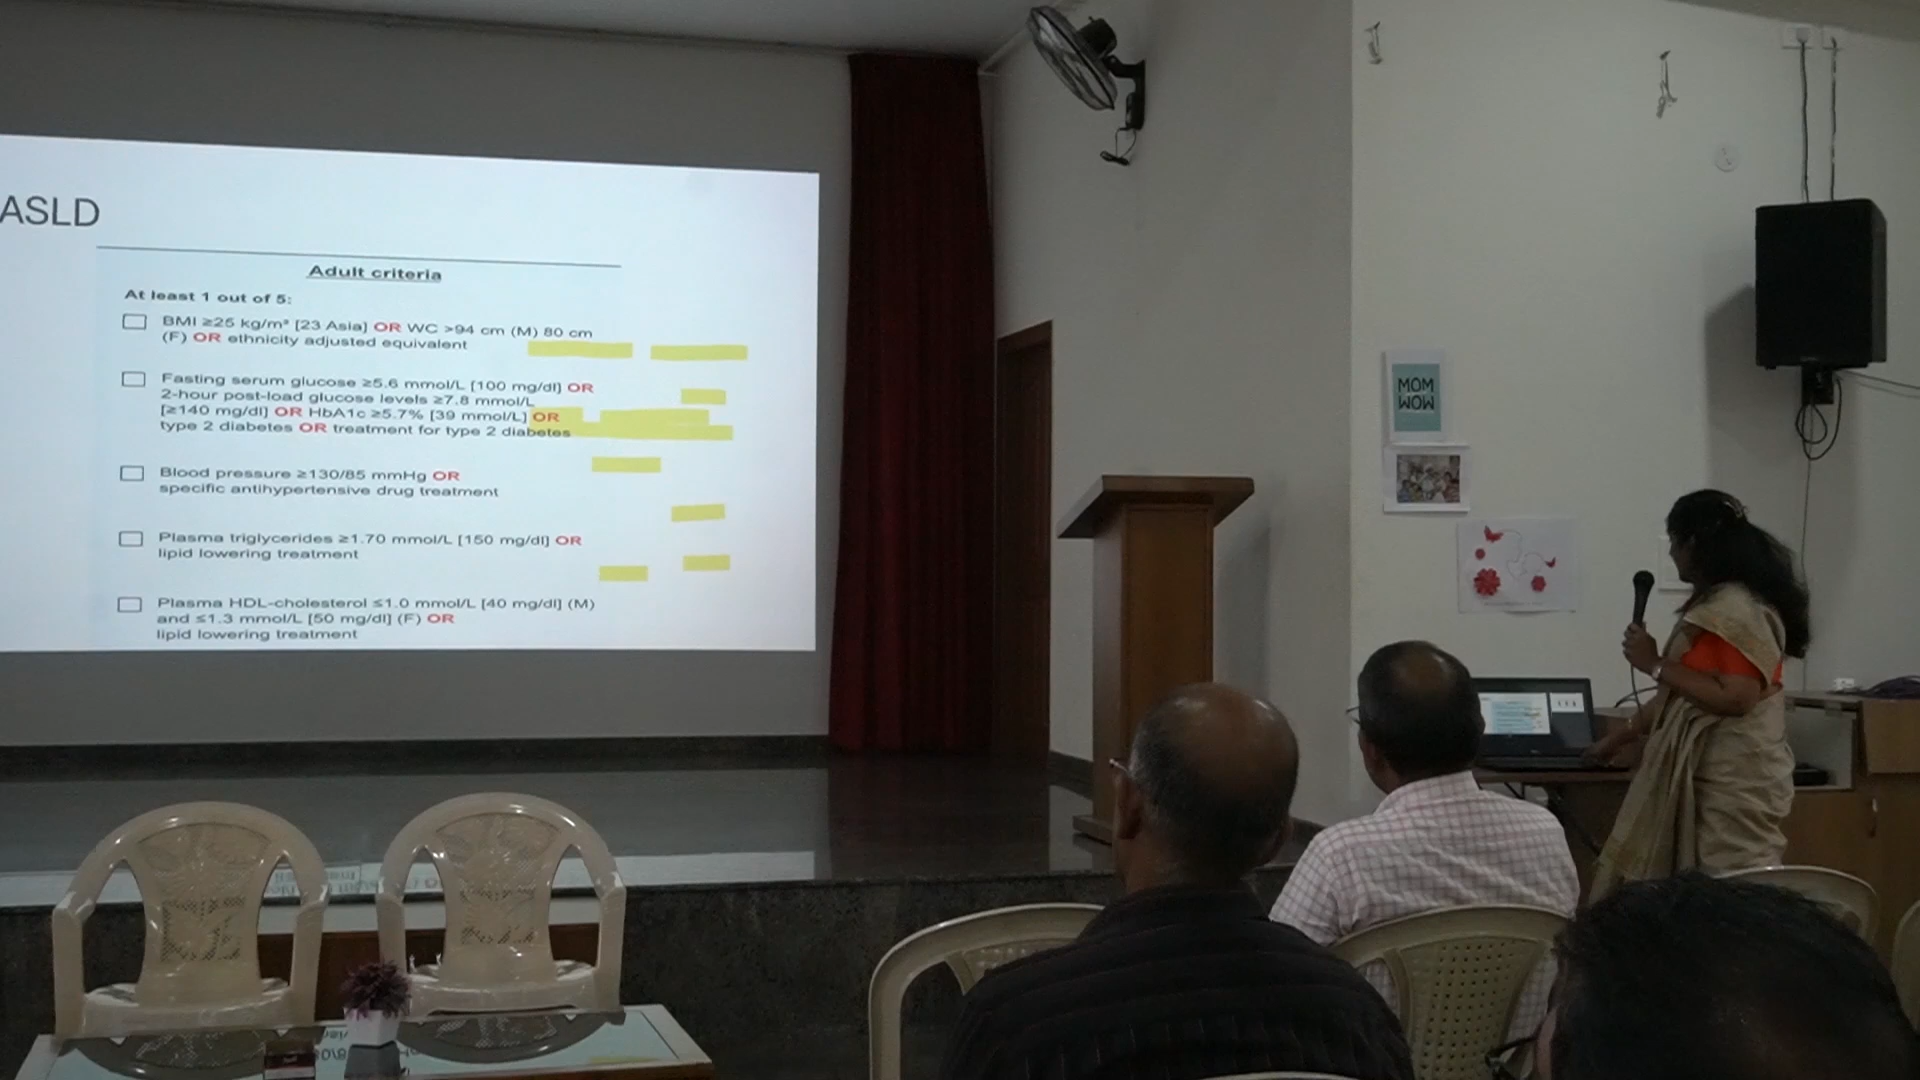 ASLD
Adult criteria
At least 1 out of 5:
BMI ≥25 kg/m² [23 Asia] OR WC >94 cm (M) 80 cm
(F) OR ethnicity adjusted equivalent
Fasting serum glucose ≥5.6 mmol/L [100 mg/dl] OR
2-hour post-load glucose levels ≥7.8 mmol/L
[≥140 mg/dl] OR HbA1c ≥5.7% [39 mmol/L] OR
type 2 diabetes OR treatment for type 2 diabetes
Blood pressure ≥130/85 mmHg OR
specific antihypertensive drug treatment
Plasma triglycerides ≥1.70 mmol/L [150 mg/dl] OR
lipid lowering treatment
Plasma HDL-cholesterol ≤1.0 mmol/L [40 mg/dl] (M)
and ≤1.3 mmol/L [50 mg/dl] (F) OR
lipid lowering treatment
MOM
WOW